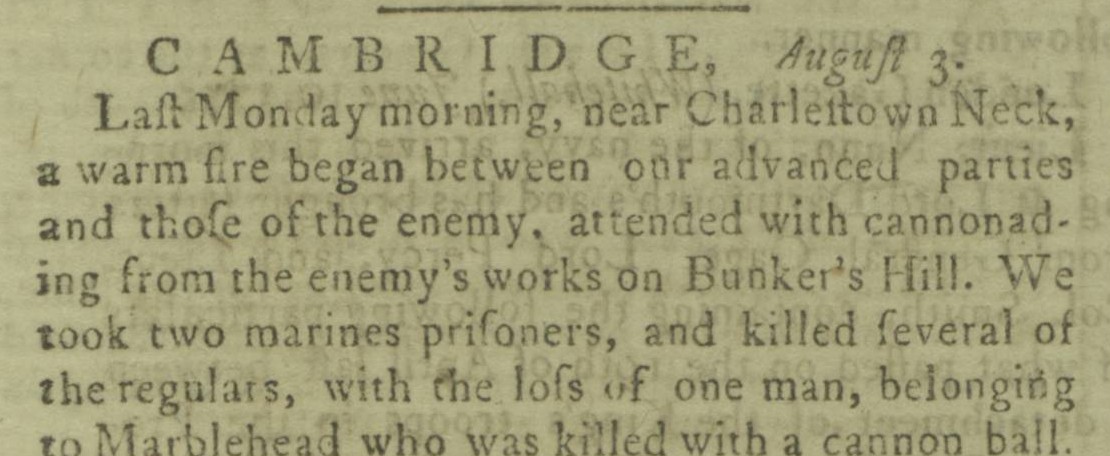 CAMBRIDGE, Auguſt 3.
Laſt Monday morning, near Charleſtown Neck,
a warm fire began between our advanced parties
and thoſe of the enemy, attended with cannonad-
ing from the enemy's works on Bunker's Hill. We
took two marines priſoners, and killed ſeveral of
the regulars, with the loſs of one man, belonging
to Marblehead who was killed with a cannon ball.